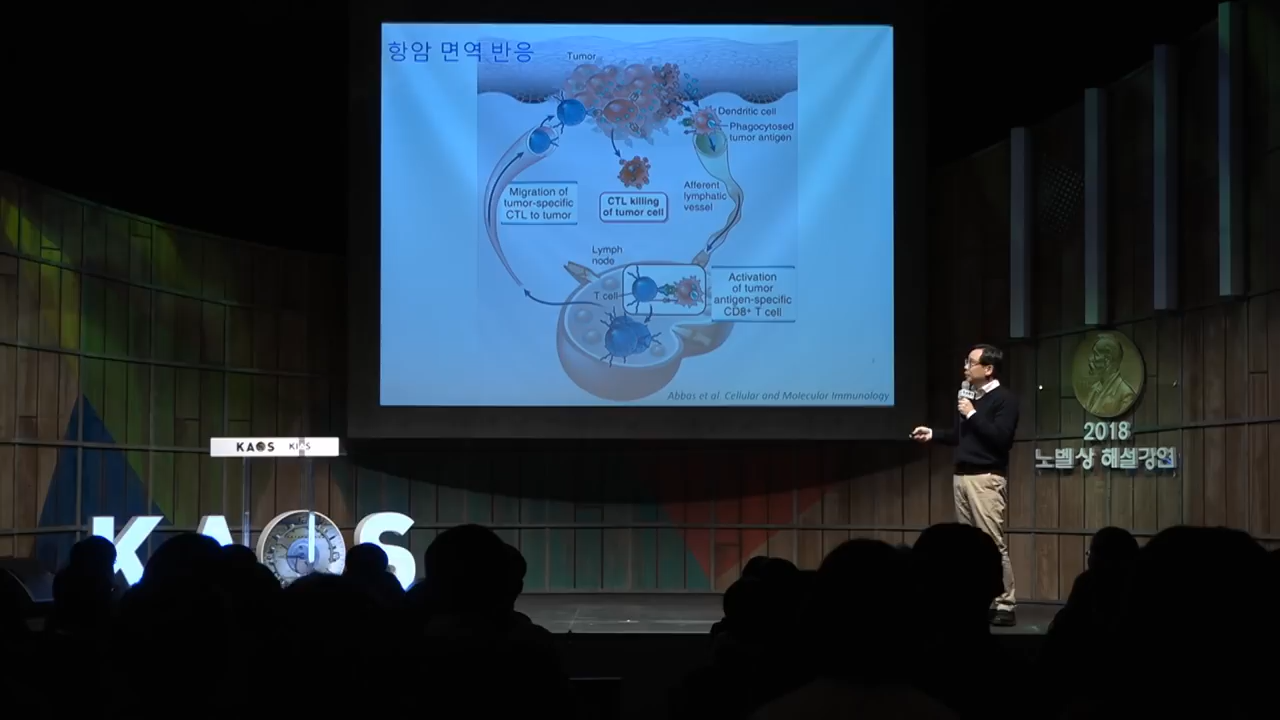 항암 면역 반응
Tumor
Dendritic cell
Phagocytosed
tumor antigen
Migration of
tumor-specific
CTL to tumor
CTL killing
of tumor cell
Afferent
lymphatic
vessel
Lymph
node
T cell
Activation
of tumor
antigen-specific
CD8+ T cell
Abbas et al Cellular and Molecular Immunology
KAOS KIAS
KAOS
2018
노벨상 해설강연